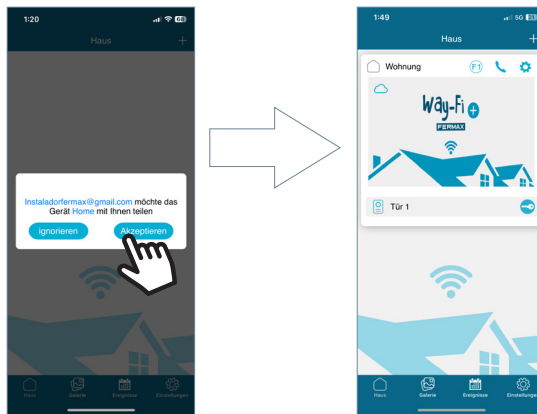 1:20
60
Haus
Instaladorfermax@gmail.com möchte das
Gerät Home mit Ihnen teilen
ignorieren
Akzeptieren
Haus
Galerie
Ereignisse
Einstellungen
1:49
5G
Haus
Wohnung
F1
Way-Fi
FERMAX
Tür 1
Haus
Galerie
Ereignisse
Einstellungen